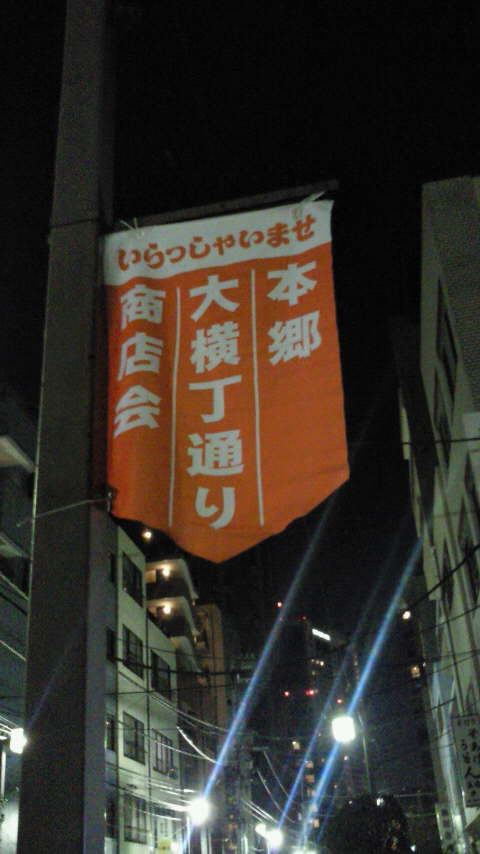 いらっしゃいませ
本郷
大横丁通り
商店会